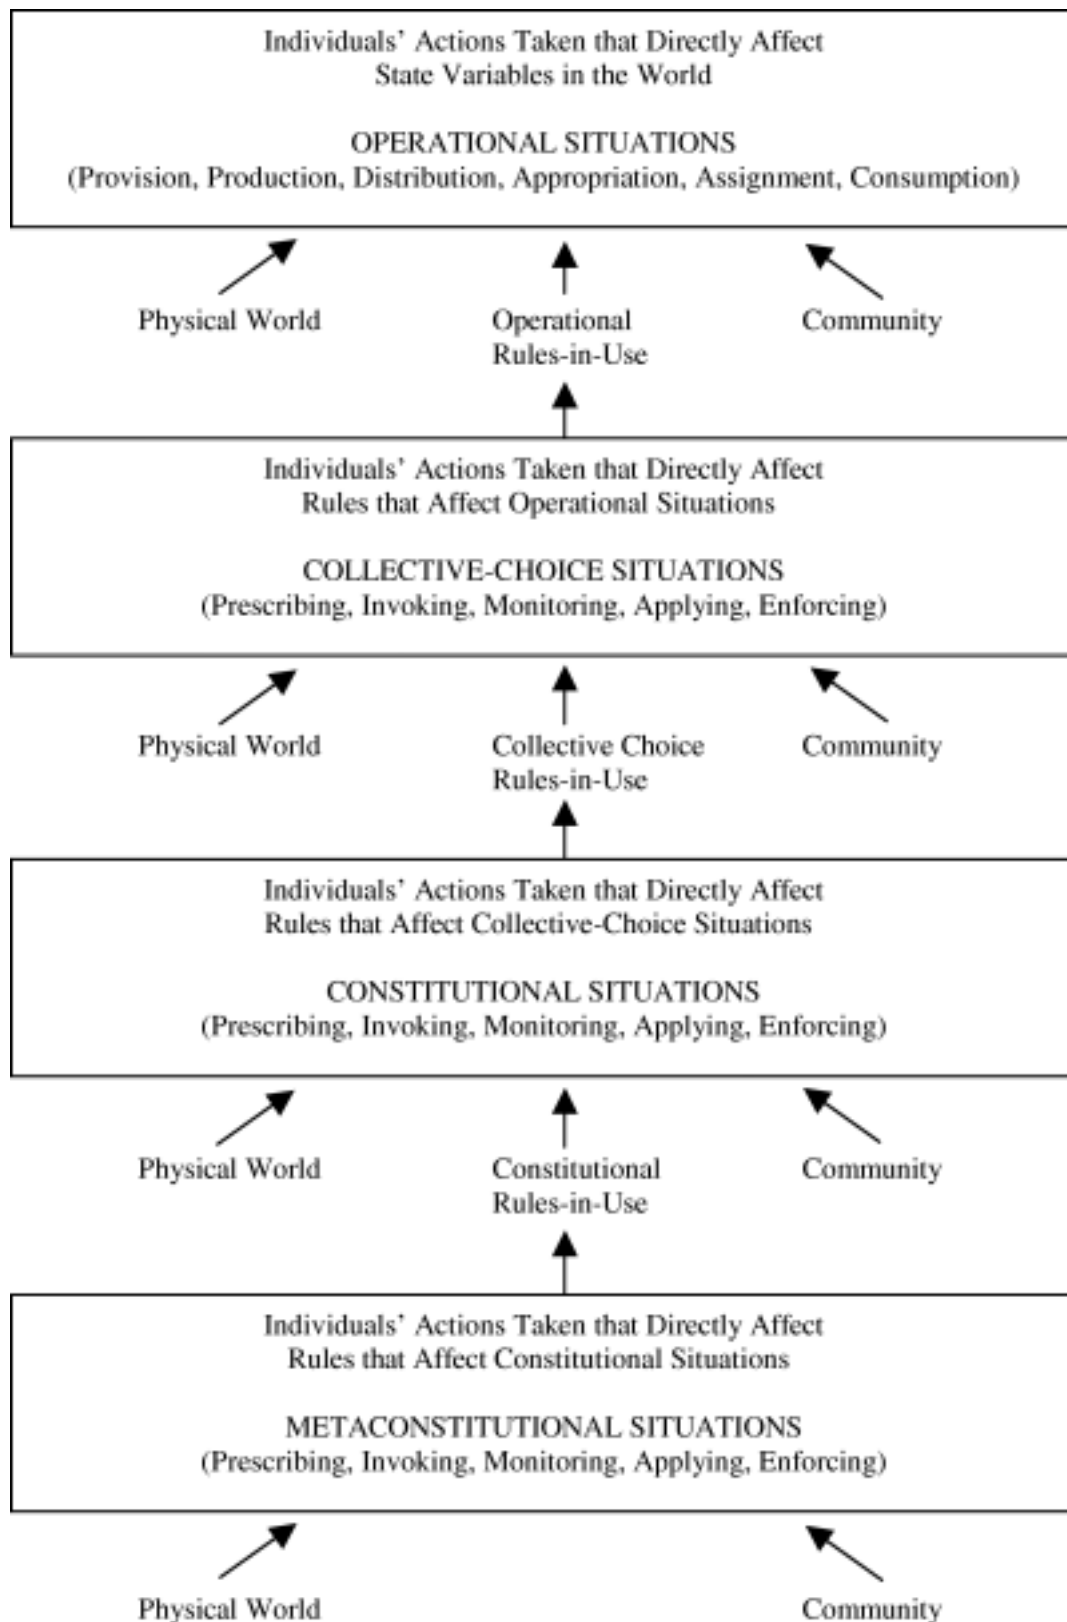 Individuals’ Actions Taken that Directly Affect
State Variables in the World
OPERATIONAL SITUATIONS
(Provision, Production, Distribution, Appropriation, Assignment, Consumption)
Physical World
Operational
Rules-in-Use
Community
Individuals’ Actions Taken that Directly Affect
Rules that Affect Operational Situations
COLLECTIVE-CHOICE SITUATIONS
(Prescribing, Invoking, Monitoring, Applying, Enforcing)
Physical World
Collective Choice
Rules-in-Use
Community
Individuals’ Actions Taken that Directly Affect
Rules that Affect Collective-Choice Situations
CONSTITUTIONAL SITUATIONS
(Prescribing, Invoking, Monitoring, Applying, Enforcing)
Physical World
Constitutional
Rules-in-Use
Community
Individuals’ Actions Taken that Directly Affect
Rules that Affect Constitutional Situations
METACONSTITUTIONAL SITUATIONS
(Prescribing, Invoking, Monitoring, Applying, Enforcing)
Physical World
Community